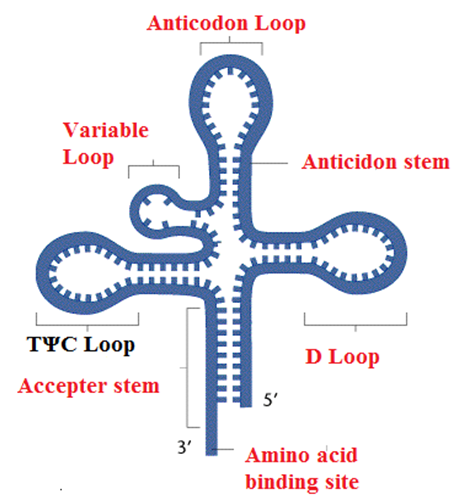 Anticodon Loop
Variable
Loop
Anticidon stem
TΨC Loop
D Loop
Accepter stem
5′
3′
Amino acid
binding site